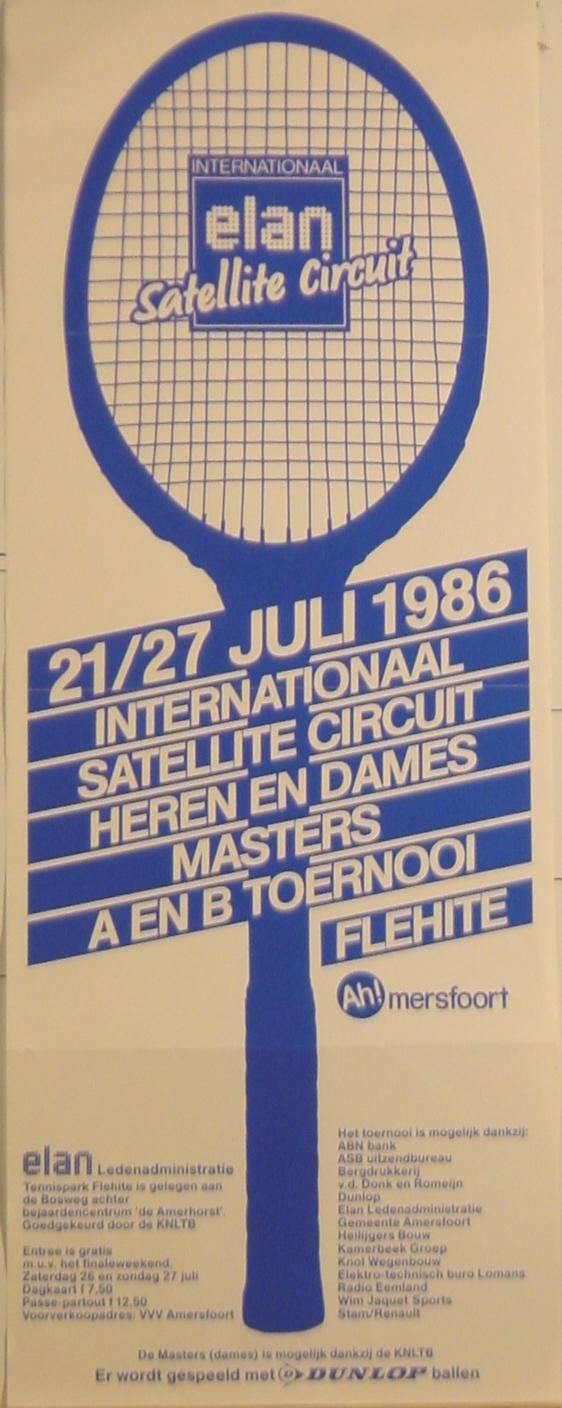 INTERNATIONAAL
elan
Satellite Circuit
21/27 JULI 1986
INTERNATIONAAL
SATELLITE CIRCUIT
HEREN EN DAMES
MASTERS
A EN B TOERNOOI
FLEHITE
Ah!mersfoort
elan Ledenadministratie
Tennispark Flehite is gelegen aan
de Bosweg achter
bejaardencentrum 'de Amerhorst'.
Goedgekeurd door de KNLTB
Entree is gratis
m.u.v. het finaleweekend.
Zaterdag 26 en zondag 27 juli
Dagkaart f 7,50
Passe-partout f 12,50
Voorverkoopadres: VVV Amersfoort
Het toernooi is mogelijk dankzij:
ABN bank
ASB uitzendbureau
Bergdrukkerij
v.d. Donk en Romeijn
Dunlop
Elan Ledenadministratie
Gemeente Amersfoort
Heilijgers Bouw
Kamerbeek Groep
Knol Wegenbouw
Elektro-technisch buro Lomans
Radio Eemland
Wim Jaquet Sports
Stam/Renault
De Masters (dames) is mogelijk dankzij de KNLTB
Er wordt gespeeld met DUNLOP ballen